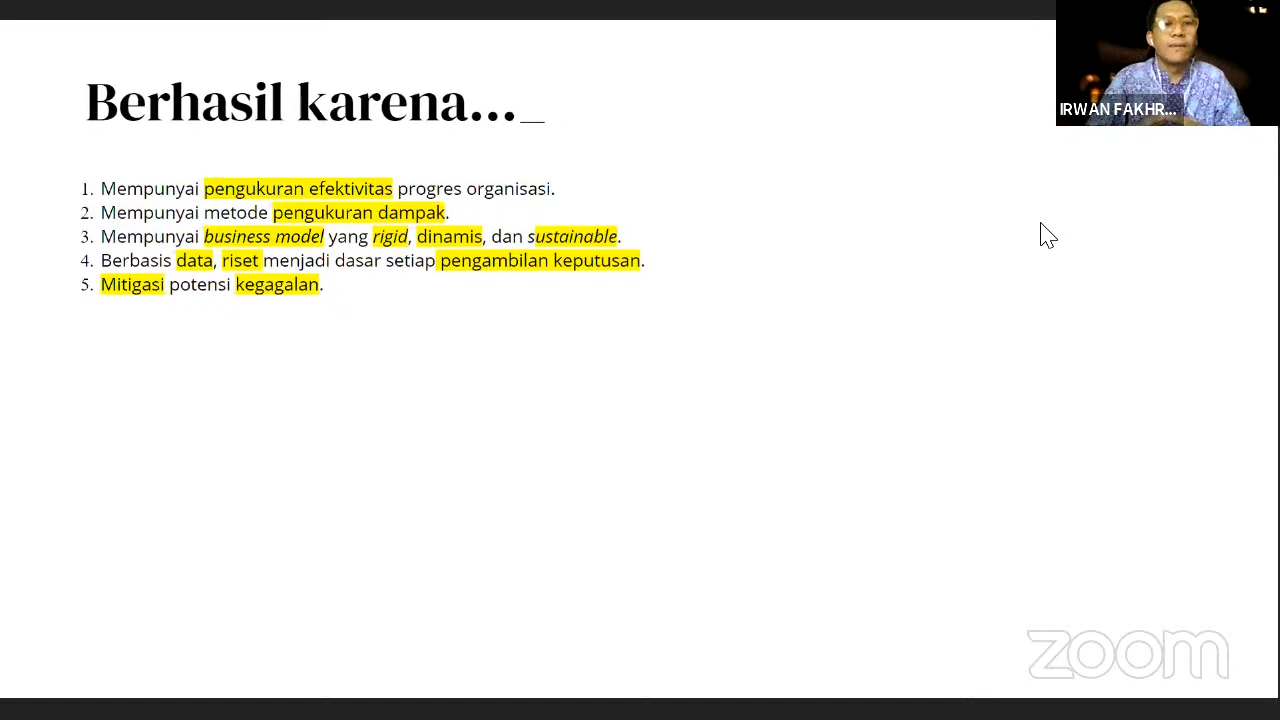 Berhasil karena..._
IRWAN FAKHR...
1. Mempunyai pengukuran efektivitas progres organisasi.
2. Mempunyai metode pengukuran dampak.
3. Mempunyai business model yang rigid, dinamis, dan sustainable.
4. Berbasis data, riset menjadi dasar setiap pengambilan keputusan.
5. Mitigasi potensi kegagalan.
zoom